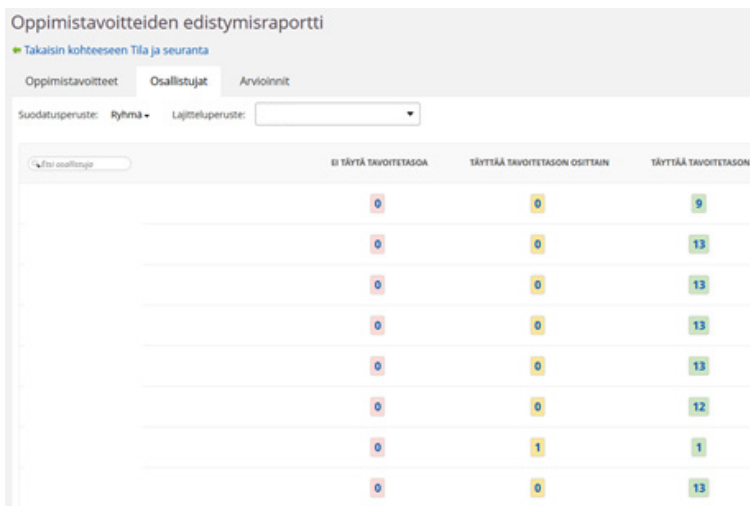 Oppimistavoitteiden edistymisraportti
Takaisin kohteeseen Tila ja seuranta
Oppimistavoitteet Osallistujat Arvioinnit
Suodatusperuste: Ryhmä Lajitteluperuste:
Etsi osallistuja EI TÄYTÄ TAVOITETASOA TÄYTTÄÄ TAVOITETASON OSITTAIN TÄYTTÄÄ TAVOITETASON
0 0 9
0 0 13
0 0 13
0 0 13
0 0 13
0 0 12
0 1 1
0 0 13